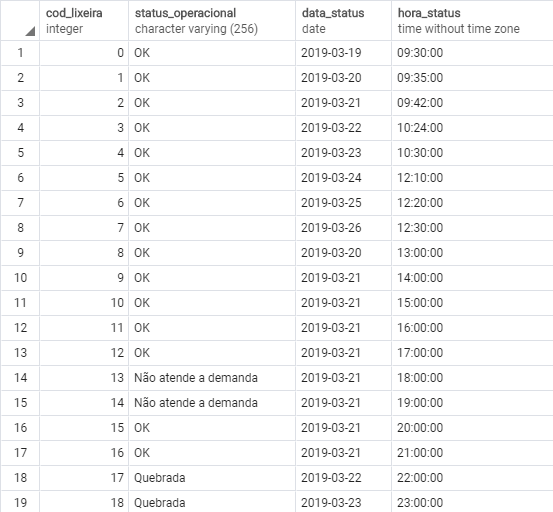 cod_lixeira status_operacional data_status hora_status
integer character varying (256) date time without time zone
1 0 OK 2019-03-19 09:30:00
2 1 OK 2019-03-20 09:35:00
3 2 OK 2019-03-21 09:42:00
4 3 OK 2019-03-22 10:24:00
5 4 OK 2019-03-23 10:30:00
6 5 OK 2019-03-24 12:10:00
7 6 OK 2019-03-25 12:20:00
8 7 OK 2019-03-26 12:30:00
9 8 OK 2019-03-20 13:00:00
10 9 OK 2019-03-21 14:00:00
11 10 OK 2019-03-21 15:00:00
12 11 OK 2019-03-21 16:00:00
13 12 OK 2019-03-21 17:00:00
14 13 Não atende a demanda 2019-03-21 18:00:00
15 14 Não atende a demanda 2019-03-21 19:00:00
16 15 OK 2019-03-21 20:00:00
17 16 OK 2019-03-21 21:00:00
18 17 Quebrada 2019-03-22 22:00:00
19 18 Quebrada 2019-03-23 23:00:00